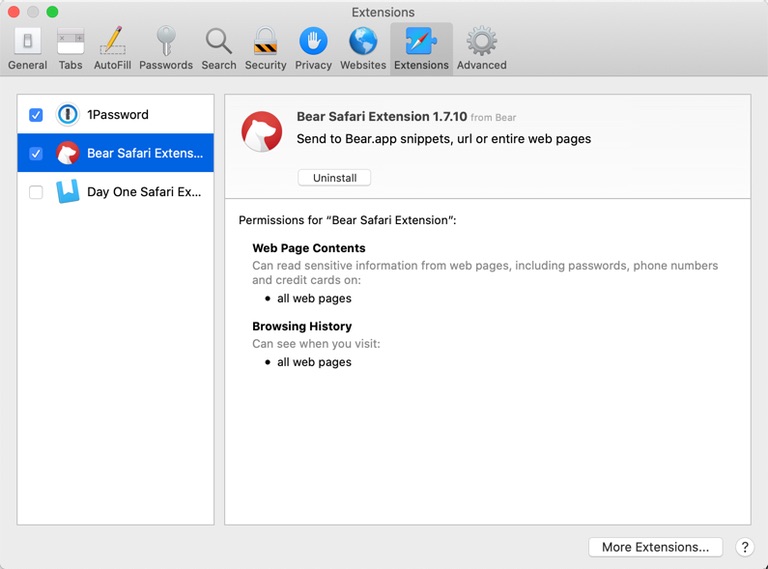 Extensions
General Tabs AutoFill Passwords Search Security Privacy Websites Extensions Advanced
1Password
Bear Safari Extens...
Day One Safari Ex...
Bear Safari Extension 1.7.10 from Bear
Send to Bear.app snippets, url or entire web pages
Uninstall
Permissions for “Bear Safari Extension”:
Web Page Contents
Can read sensitive information from web pages, including passwords, phone numbers
and credit cards on:
• all web pages
Browsing History
Can see when you visit:
• all web pages
More Extensions... ?